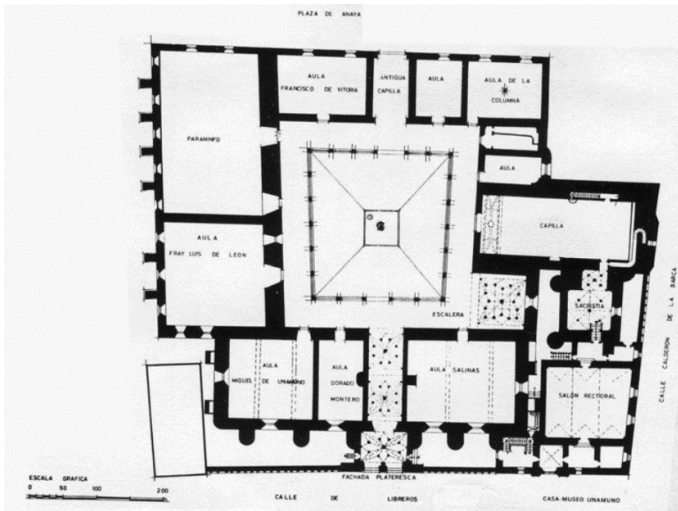 PLAZA DE ANAYA
AULA
FRANCISCO DE VITORIA
ANTIGUA
CAPILLA
AULA
AULA DE LA
COLUMNA
PARANINFO
AULA
CAPILLA
AULA
FRAY LUIS DE LEON
ESCALERA
SACRISTIA
CALLE CALDERON DE LA BARCA
AULA
MIGUEL DE UNAMUNO
AULA
DORADO
MONTERO
AULA SALINAS
SALON RECTORAL
FACHADA PLATERESCA
ESCALA GRAFICA
0 50 100 200
CALLE DE LIBREROS
CASA-MUSEO UNAMUNO